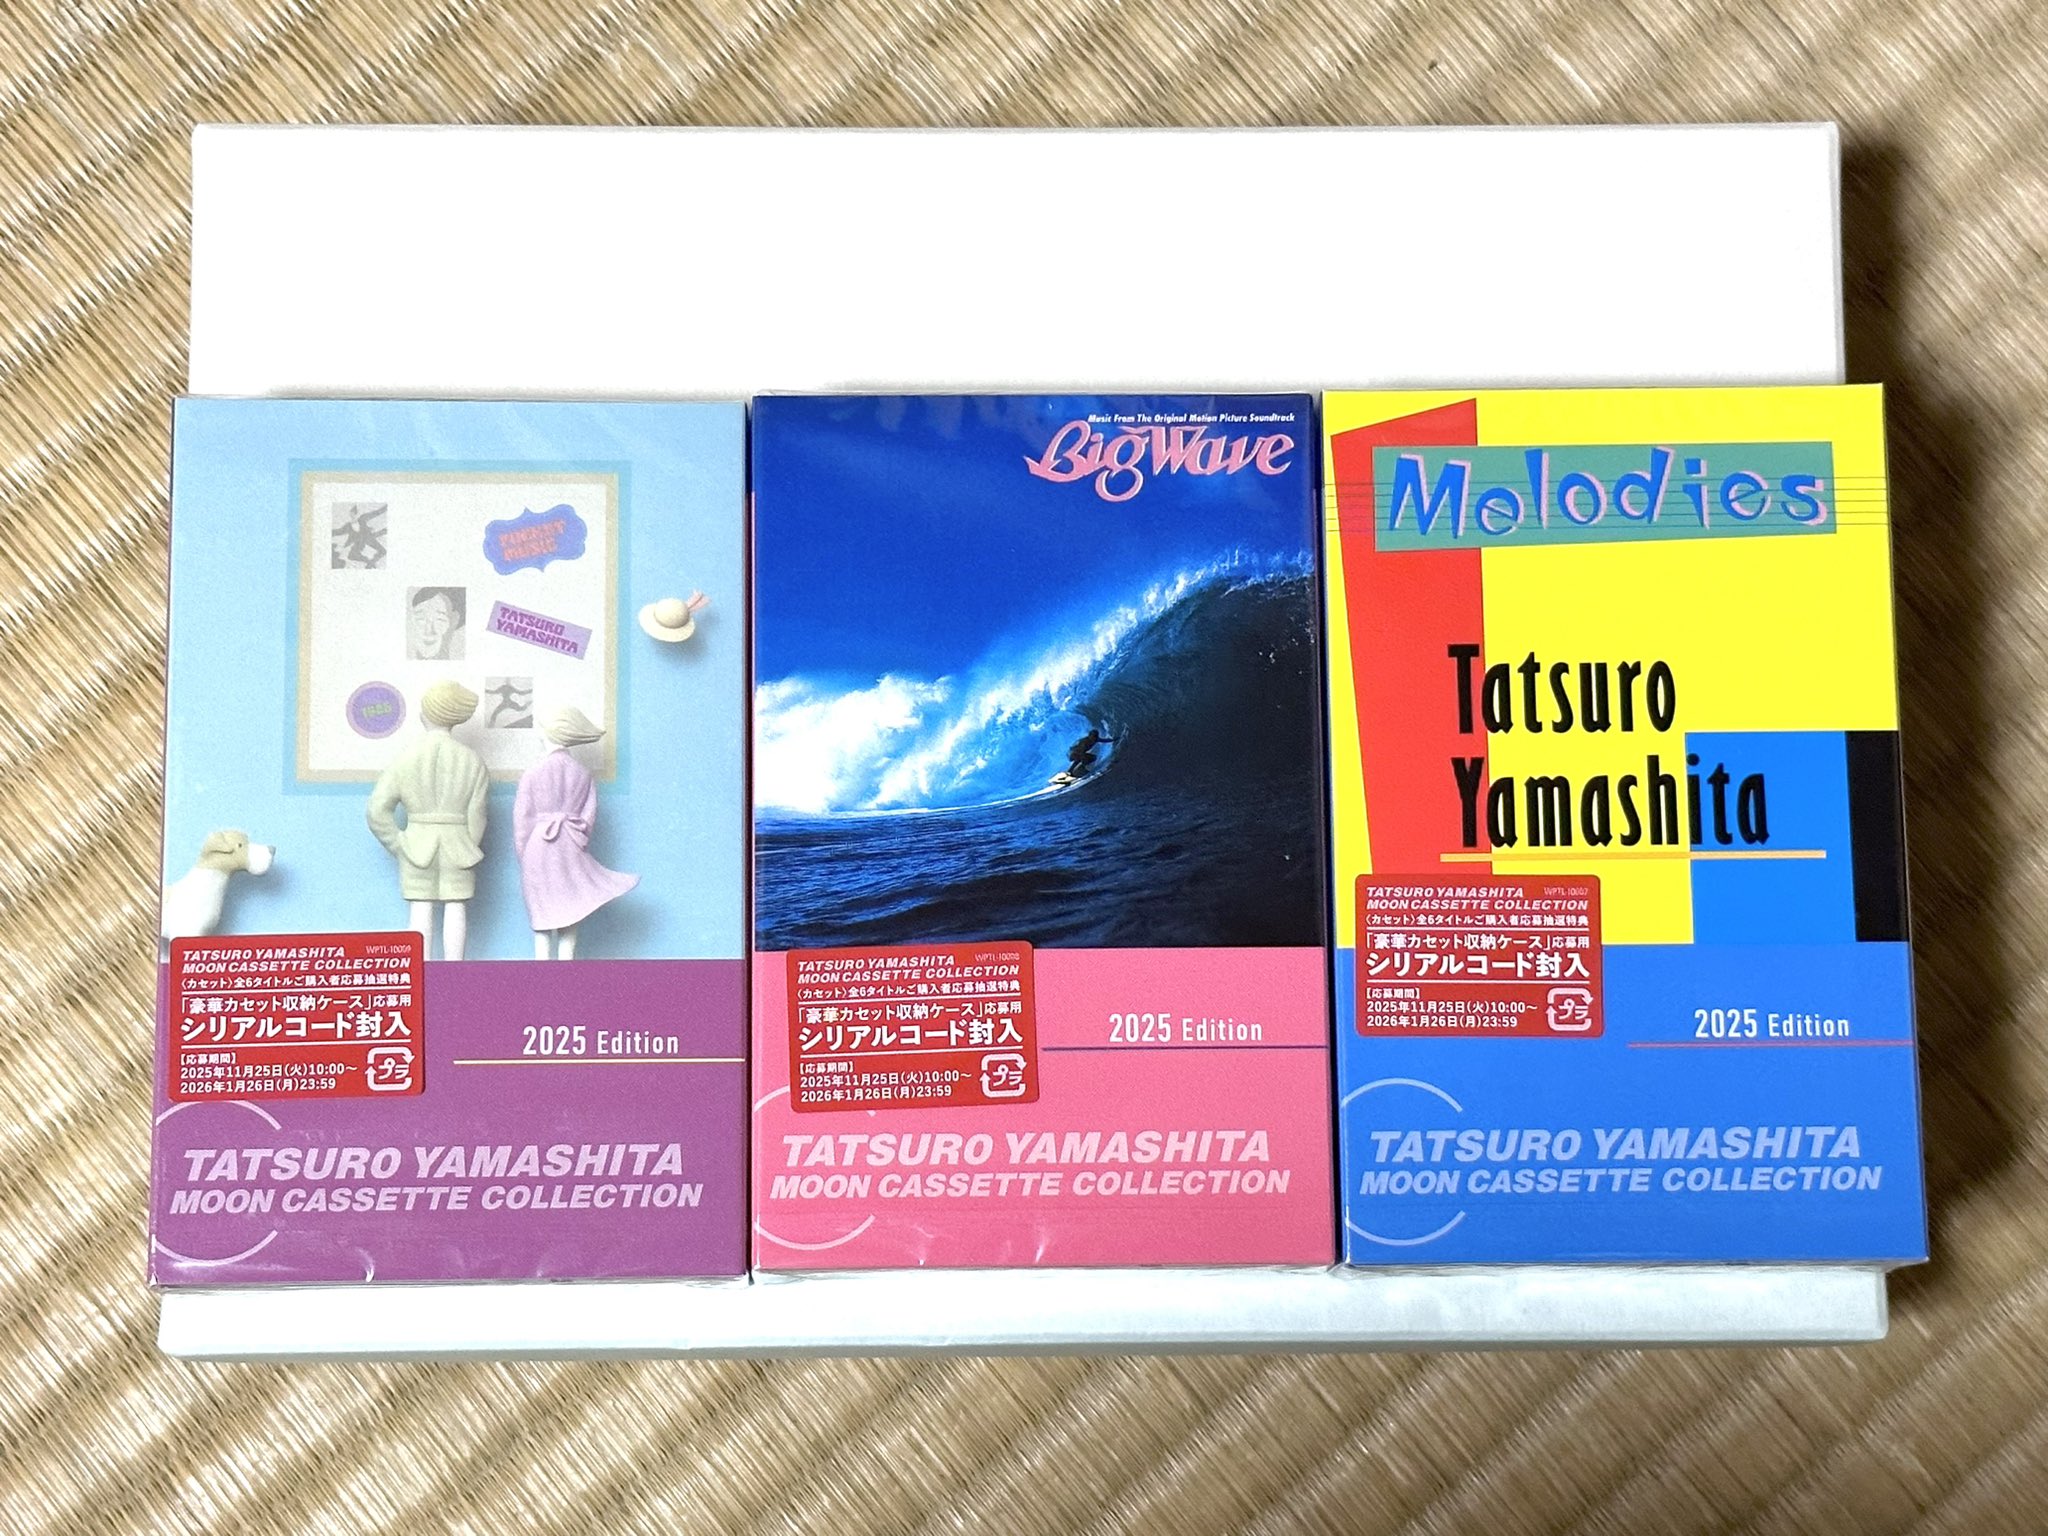 POCKET
MUSIC
TATSURO
YAMASHITA
1986
TATSURO YAMASHITA WPTL-10009
MOON CASSETTE COLLECTION
〈カセット〉全6タイトルご購入者応募抽選特典
「豪華カセット収納ケース」応募用
シリアルコード封入
【応募期間】
2025年11月25日(火)10:00〜
2026年1月26日(月)23:59
プラ
2025 Edition
TATSURO YAMASHITA
MOON CASSETTE COLLECTION
Music From The Original Motion Picture Soundtrack
Big Wave
TATSURO YAMASHITA WPTL-10008
MOON CASSETTE COLLECTION
〈カセット〉全6タイトルご購入者応募抽選特典
「豪華カセット収納ケース」応募用
シリアルコード封入
【応募期間】
2025年11月25日(火)10:00〜
2026年1月26日(月)23:59
プラ
2025 Edition
TATSURO YAMASHITA
MOON CASSETTE COLLECTION
Melodies
Tatsuro
Yamashita
TATSURO YAMASHITA WPTL-10007
MOON CASSETTE COLLECTION
〈カセット〉全6タイトルご購入者応募抽選特典
「豪華カセット収納ケース」応募用
シリアルコード封入
【応募期間】
2025年11月25日(火)10:00〜
2026年1月26日(月)23:59
プラ
2025 Edition
TATSURO YAMASHITA
MOON CASSETTE COLLECTION